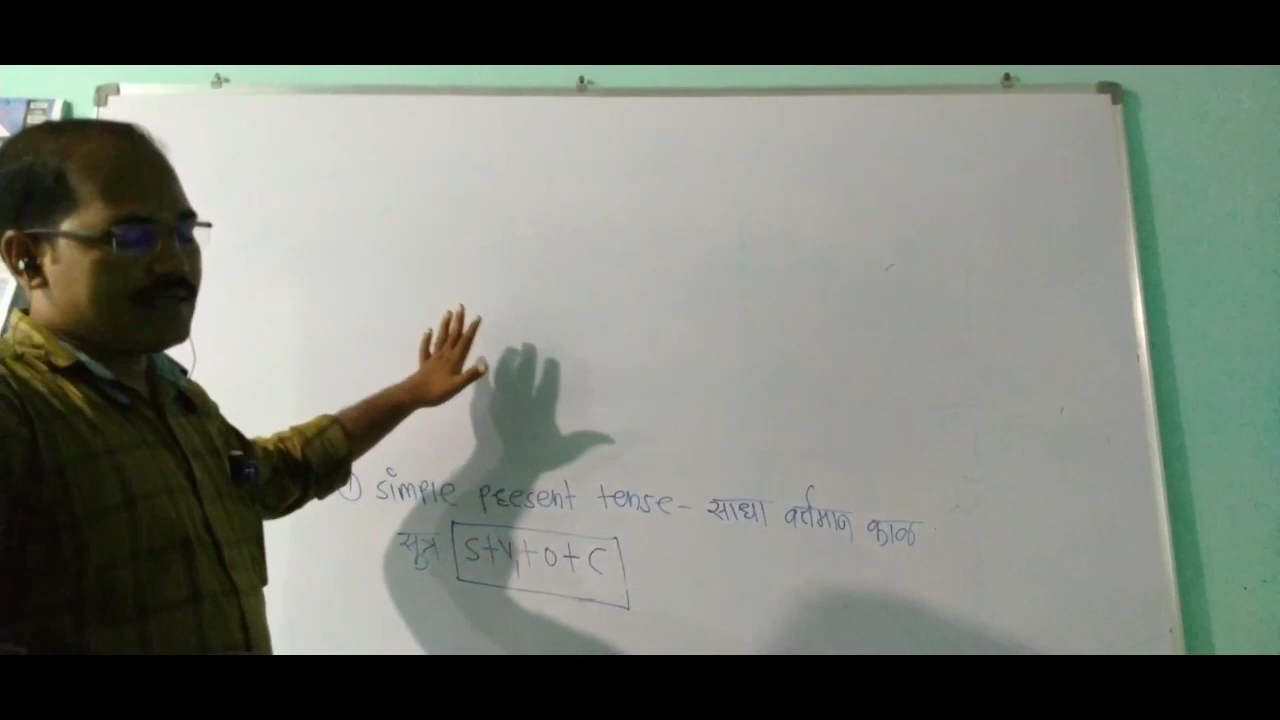 ① simple present tense - साधा वर्तमान काळ
सूत्र S+V₁+O+C